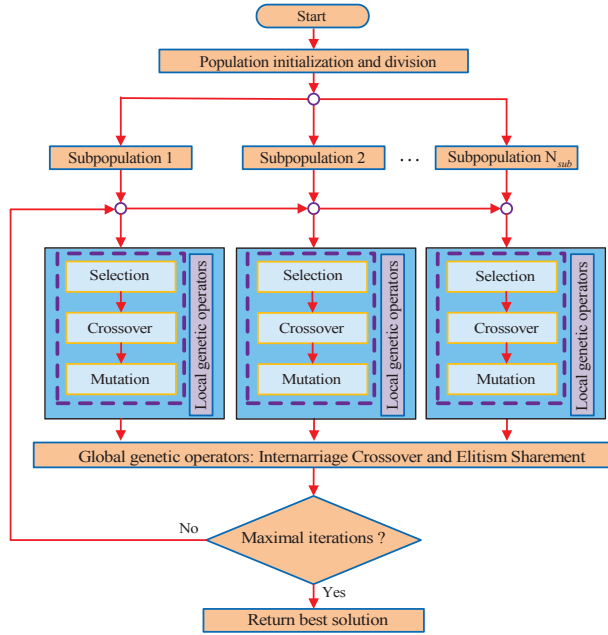 Start
Population initialization and division
Subpopulation 1
Subpopulation 2
...
Subpopulation N_sub
Selection
Crossover
Mutation
Local genetic operators
Selection
Crossover
Mutation
Local genetic operators
Selection
Crossover
Mutation
Local genetic operators
Global genetic operators: Internarriage Crossover and Elitism Sharement
Maximal iterations ?
No
Yes
Return best solution